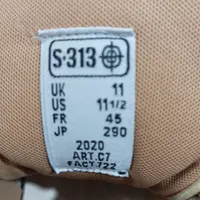 S·313
UK 11
US 11 1/2
FR 45
JP 290
2020
ART.C7
FACT.722